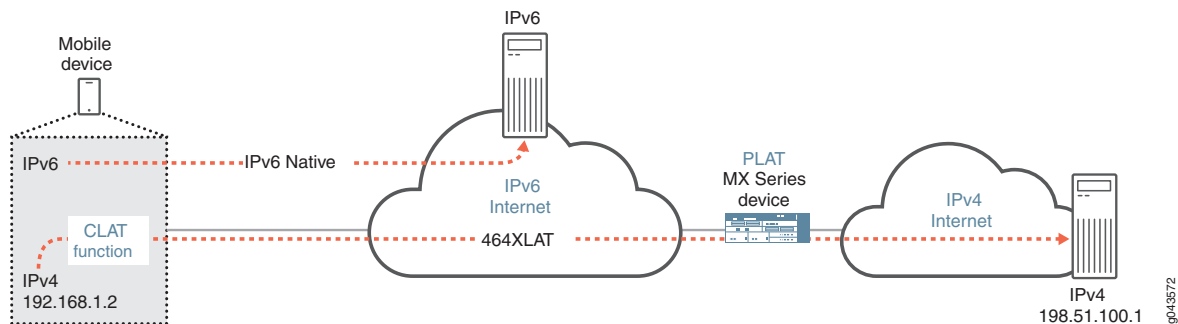 Mobile
device
IPv6
IPv6
IPv6 Native
PLAT
MX Series
device
IPv6
Internet
IPv4
Internet
CLAT
function
464XLAT
IPv4
192.168.1.2
IPv4
198.51.100.1
g043572